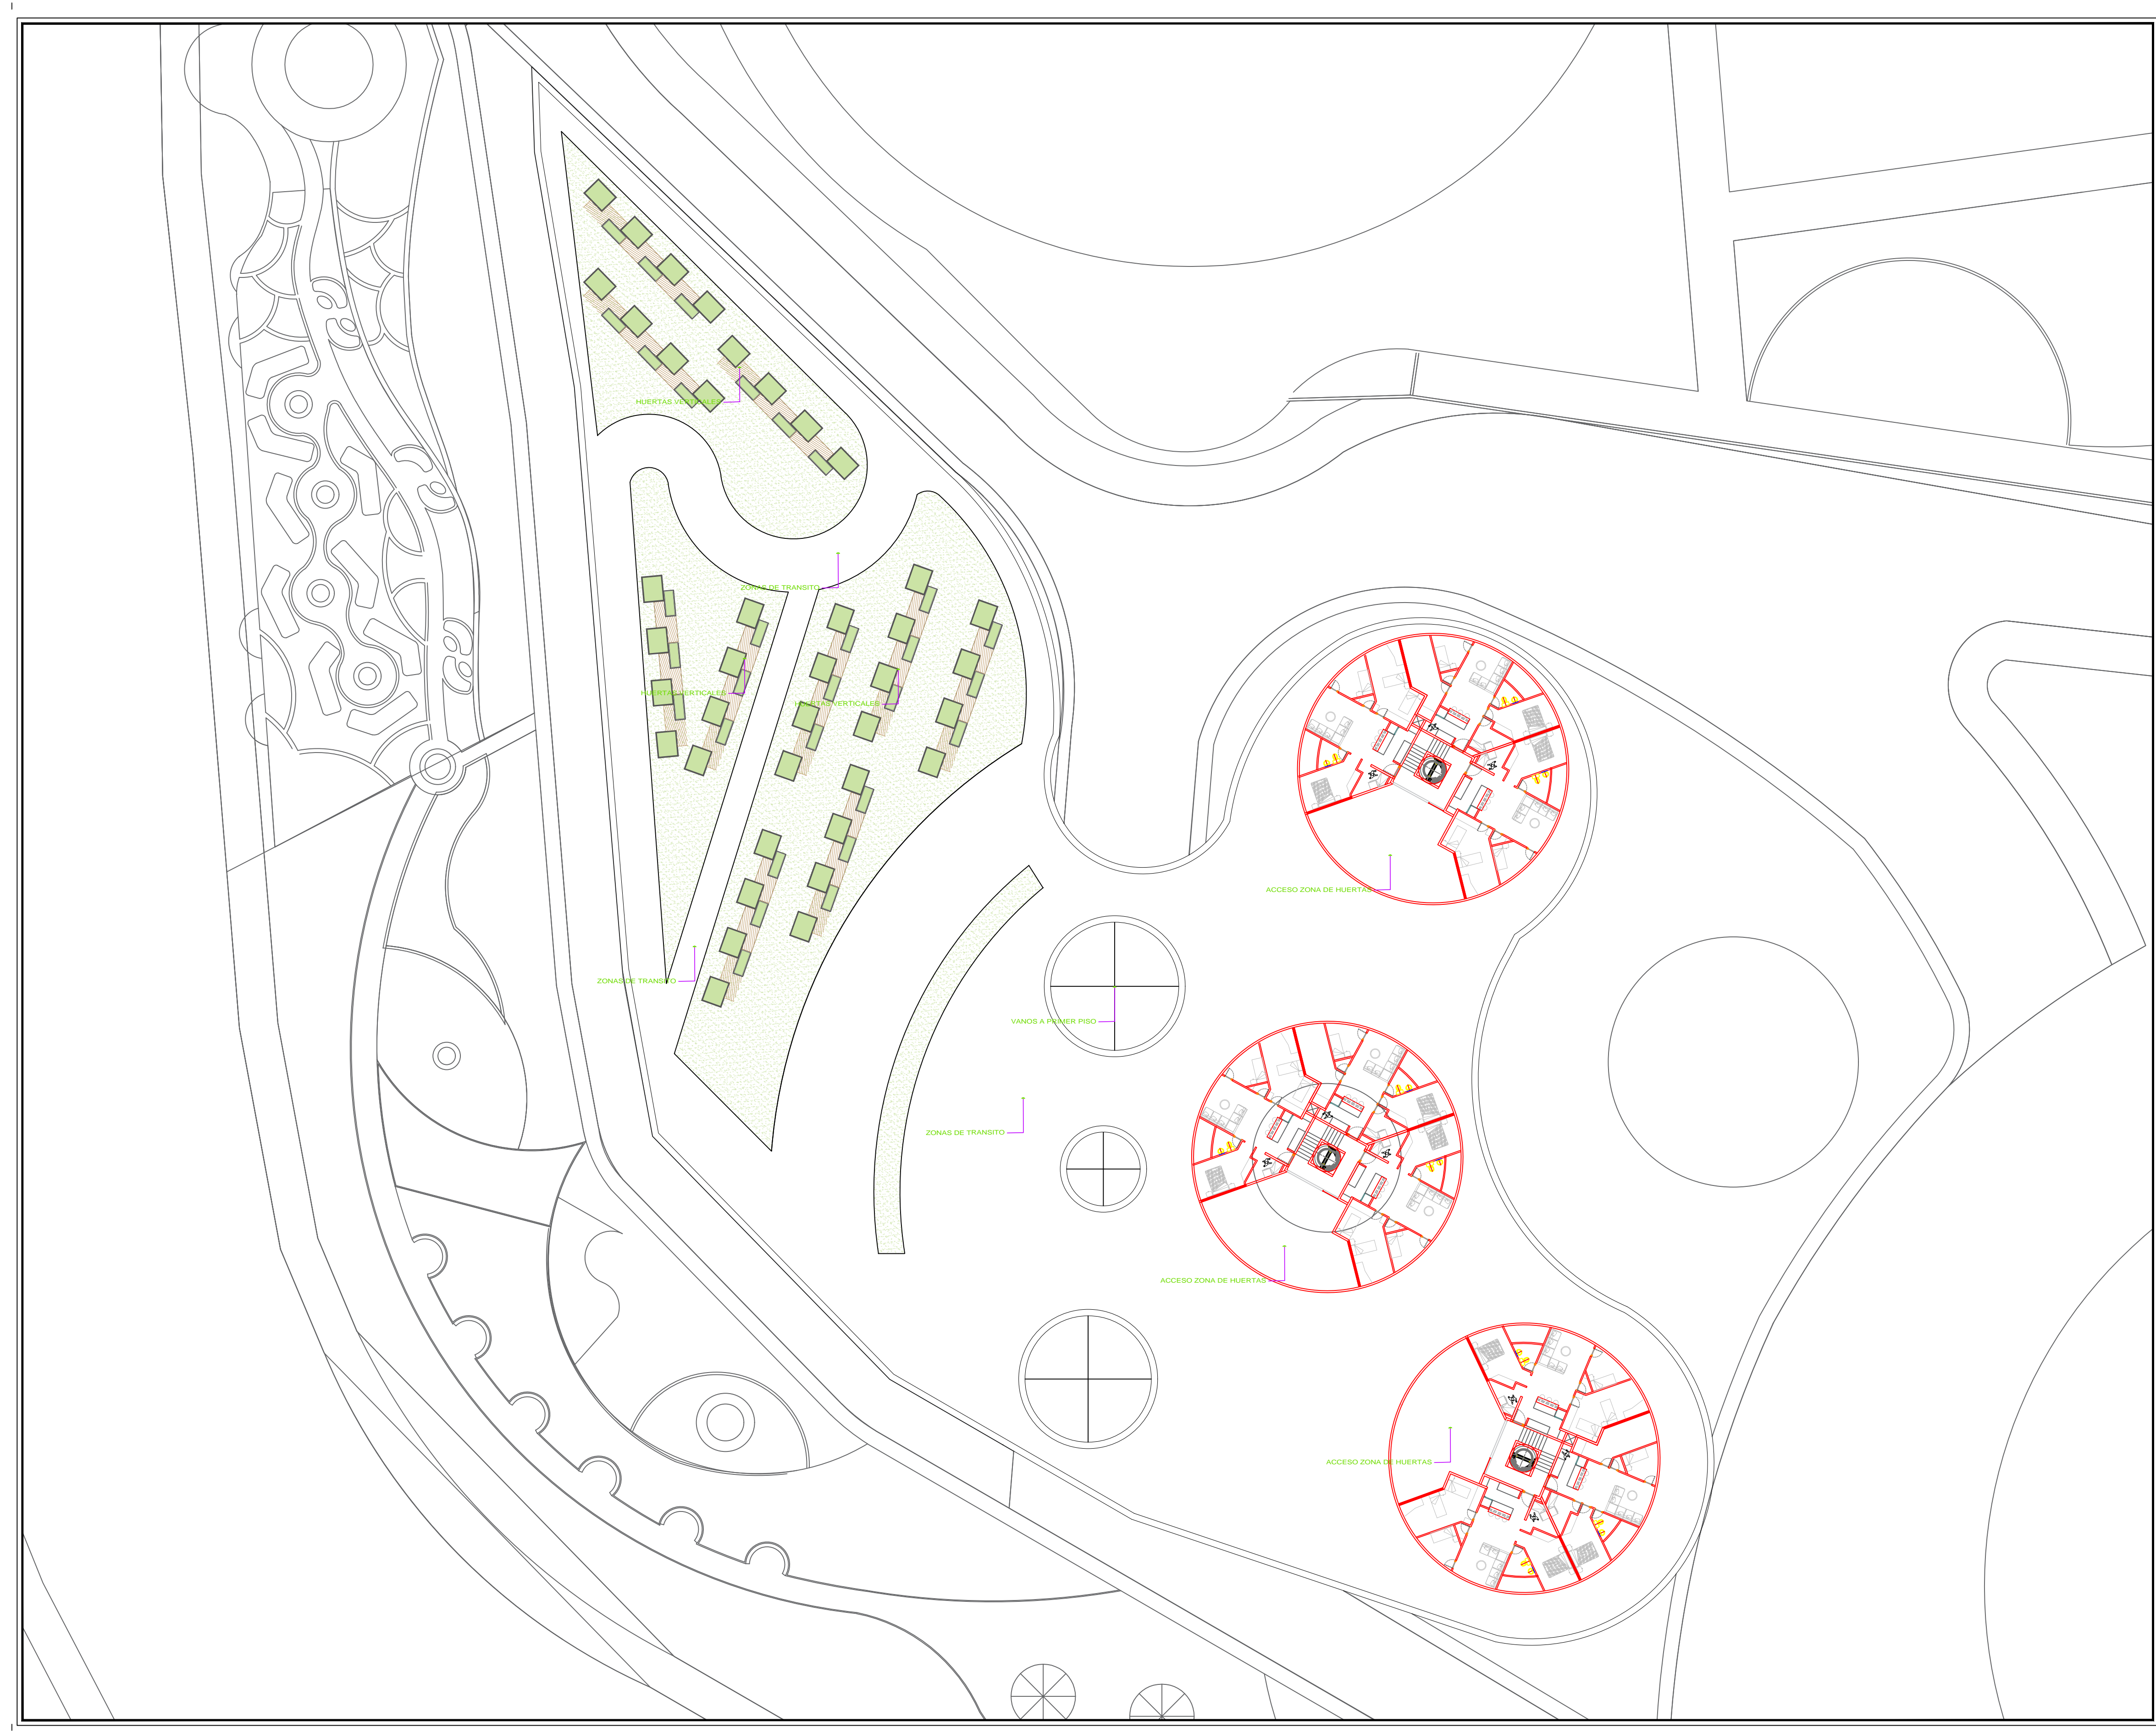 HUERTAS VERTICALES
ZONAS DE TRANSITO
HUERTAS VERTICALES
HUERTAS VERTICALES
ACCESO ZONA DE HUERTAS
ZONAS DE TRANSITO
VANOS A PRIMER PISO
ZONAS DE TRANSITO
ACCESO ZONA DE HUERTAS
ACCESO ZONA DE HUERTAS